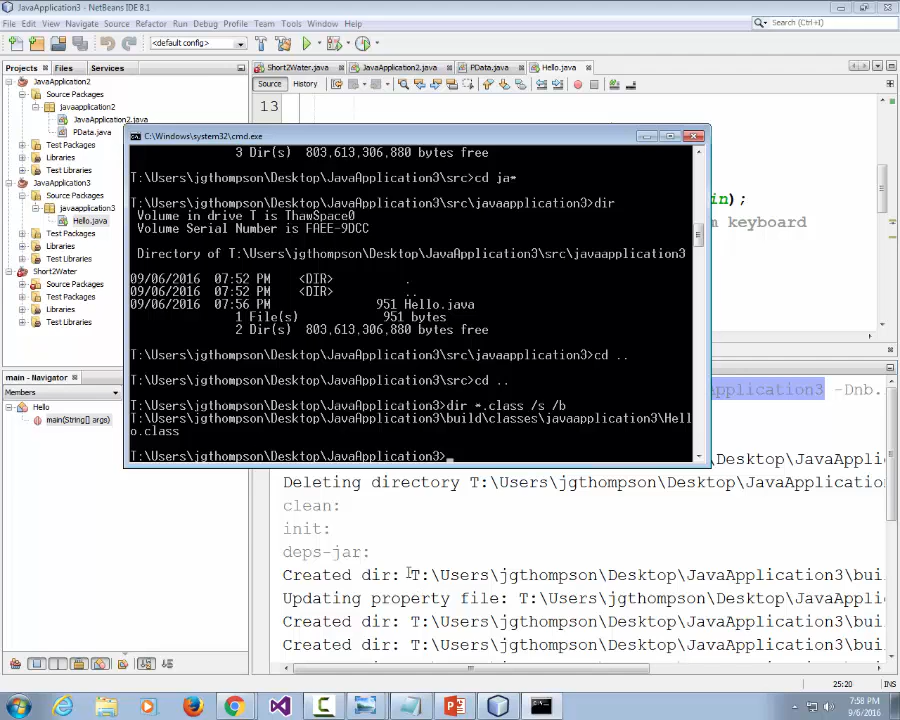 JavaApplication3 - NetBeans IDE 8.1
File Edit View Navigate Source Refactor Run Debug Profile Team Tools Window Help
Search (Ctrl+I)
<default config>
Projects Files Services
Short2Water.java JavaApplication2.java PData.java Hello.java
Source History
JavaApplication2
Source Packages
javaapplication2
JavaApplication2.java
PData.java
Test Packages
Libraries
Test Libraries
JavaApplication3
Source Packages
javaapplication3
Hello.java
Test Packages
Libraries
Test Libraries
Short2Water
Source Packages
Test Packages
Libraries
Test Libraries
13
in);
m keyboard
C:\Windows\system32\cmd.exe
3 Dir(s) 803,613,306,880 bytes free
T:\Users\jgthompson\Desktop\JavaApplication3\src>cd ja*
T:\Users\jgthompson\Desktop\JavaApplication3\src\javaapplication3>dir
Volume in drive T is ThawSpace0
Volume Serial Number is FAEE-9DCC
Directory of T:\Users\jgthompson\Desktop\JavaApplication3\src\javaapplication3
09/06/2016 07:52 PM <DIR> .
09/06/2016 07:52 PM <DIR> ..
09/06/2016 07:56 PM 951 Hello.java
1 File(s) 951 bytes
2 Dir(s) 803,613,306,880 bytes free
T:\Users\jgthompson\Desktop\JavaApplication3\src\javaapplication3>cd ..
T:\Users\jgthompson\Desktop\JavaApplication3\src>cd ..
T:\Users\jgthompson\Desktop\JavaApplication3>dir *.class /s /b
T:\Users\jgthompson\Desktop\JavaApplication3\build\classes\javaapplication3\Hell
o.class
T:\Users\jgthompson\Desktop\JavaApplication3>_
main - Navigator
Members
Hello
main(String[] args)
pplication3 -Dnb.
p, T:\Users\jgthompson\Desktop\JavaAp
Deleting directory T:\Users\jgthompson\Desktop\JavaApplication
clean:
init:
deps-jar:
Created dir: T:\Users\jgthompson\Desktop\JavaApplication3\bui
Updating property file: T:\Users\jgthompson\Desktop\JavaAppli
Created dir: T:\Users\jgthompson\Desktop\JavaApplication3\bui
Created dir: T:\Users\jgthompson\Desktop\JavaApplication3\bui
25:20 INS
7:58 PM
9/6/2016